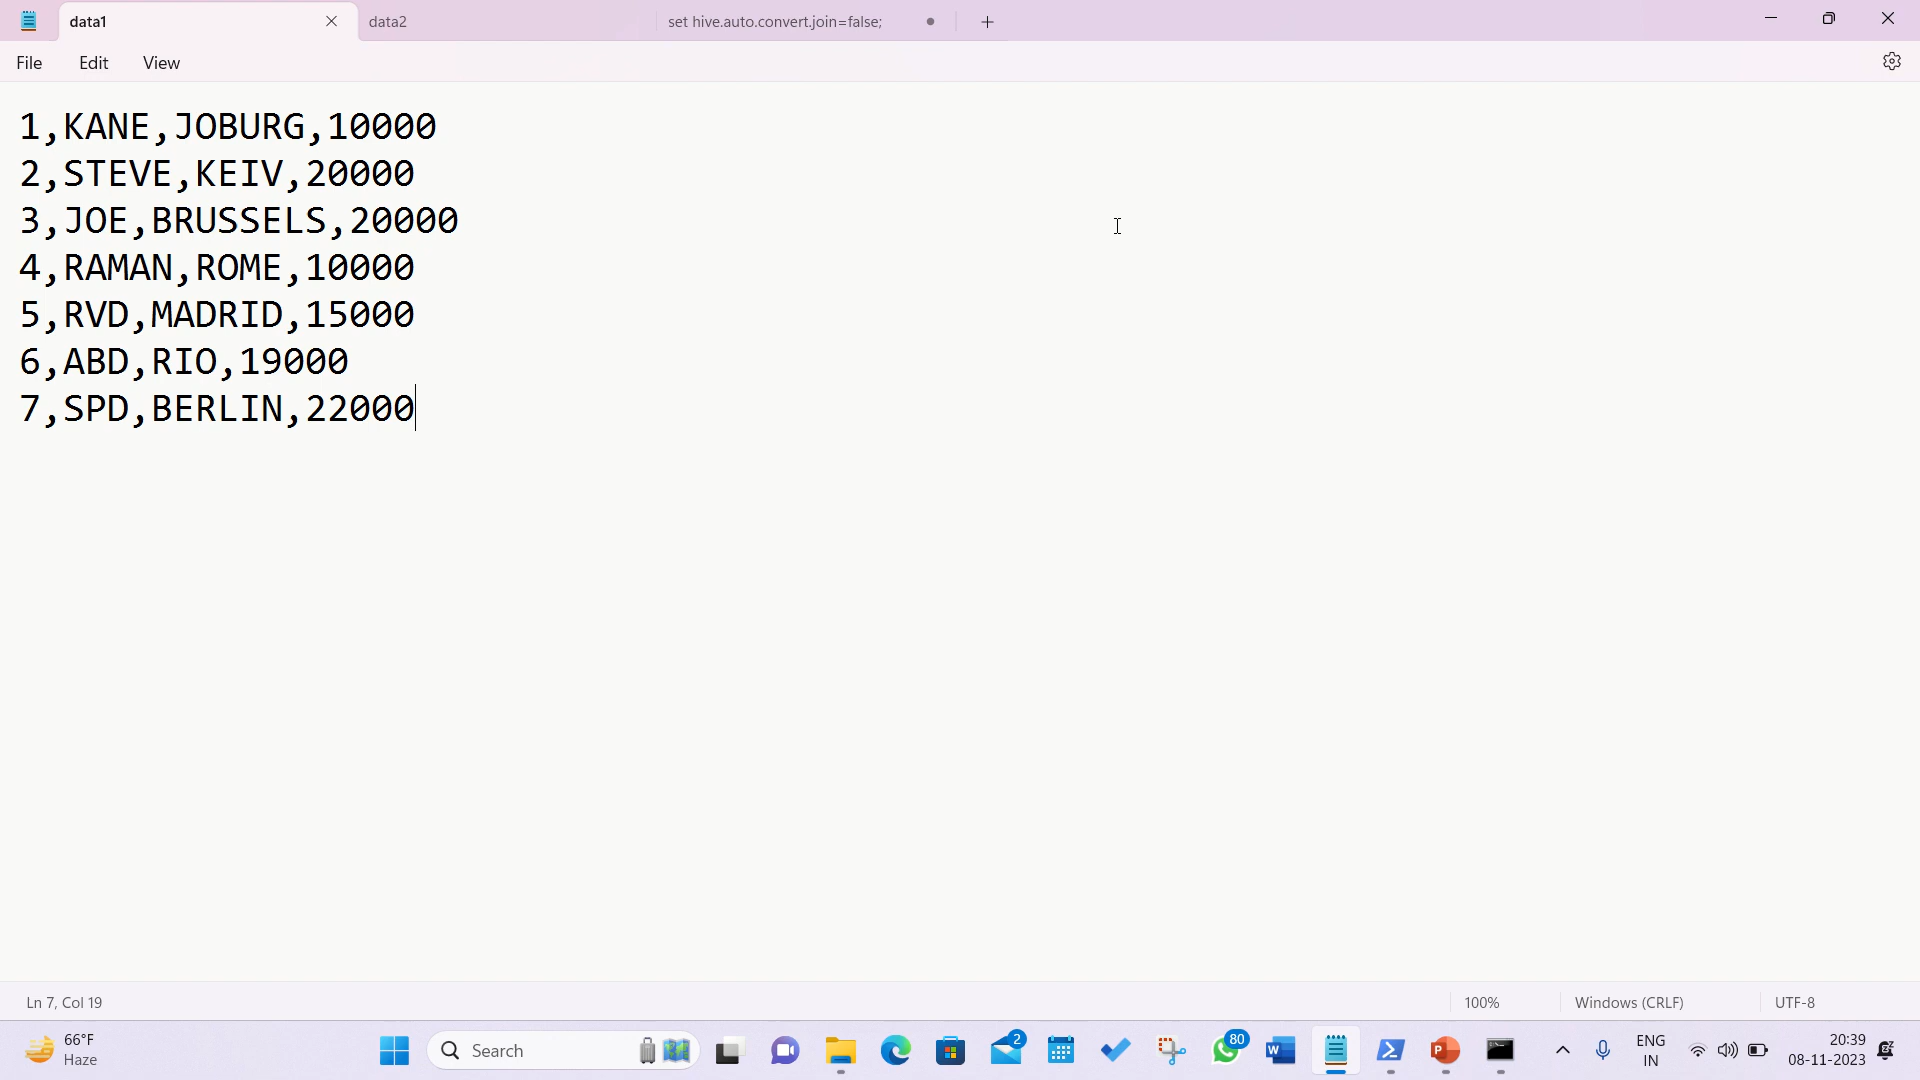 data1
data2
set hive.auto.convert.join=false;
File
Edit
View
1,KANE,JOBURG,10000
2,STEVE,KEIV,20000
3,JOE,BRUSSELS,20000
4,RAMAN,ROME,10000
5,RVD,MADRID,15000
6,ABD,RIO,19000
7,SPD,BERLIN,22000
Ln 7, Col 19
100%
Windows (CRLF)
UTF-8
66°F
Haze
Search
2
80
ENG
IN
20:39
08-11-2023